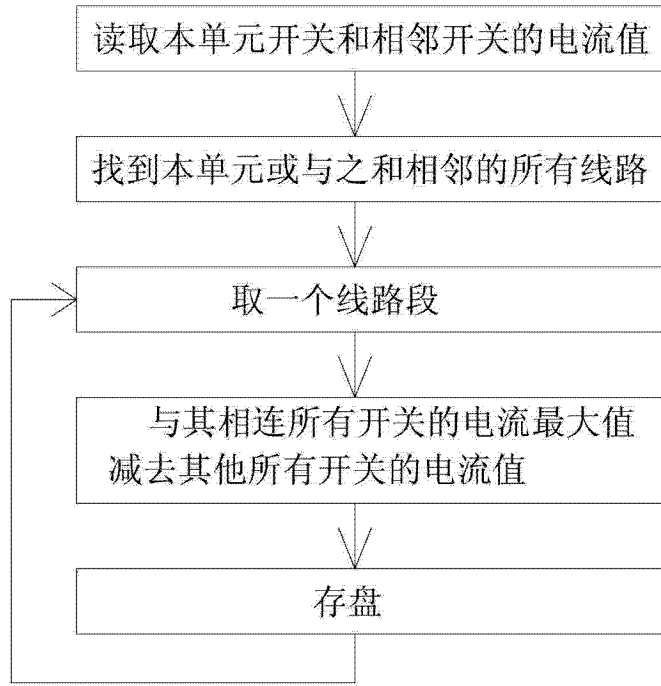 读取本单元开关和相邻开关的电流值
找到本单元或与之和相邻的所有线路
取一个线路段
与其相连所有开关的电流最大值
减去其他所有开关的电流值
存盘